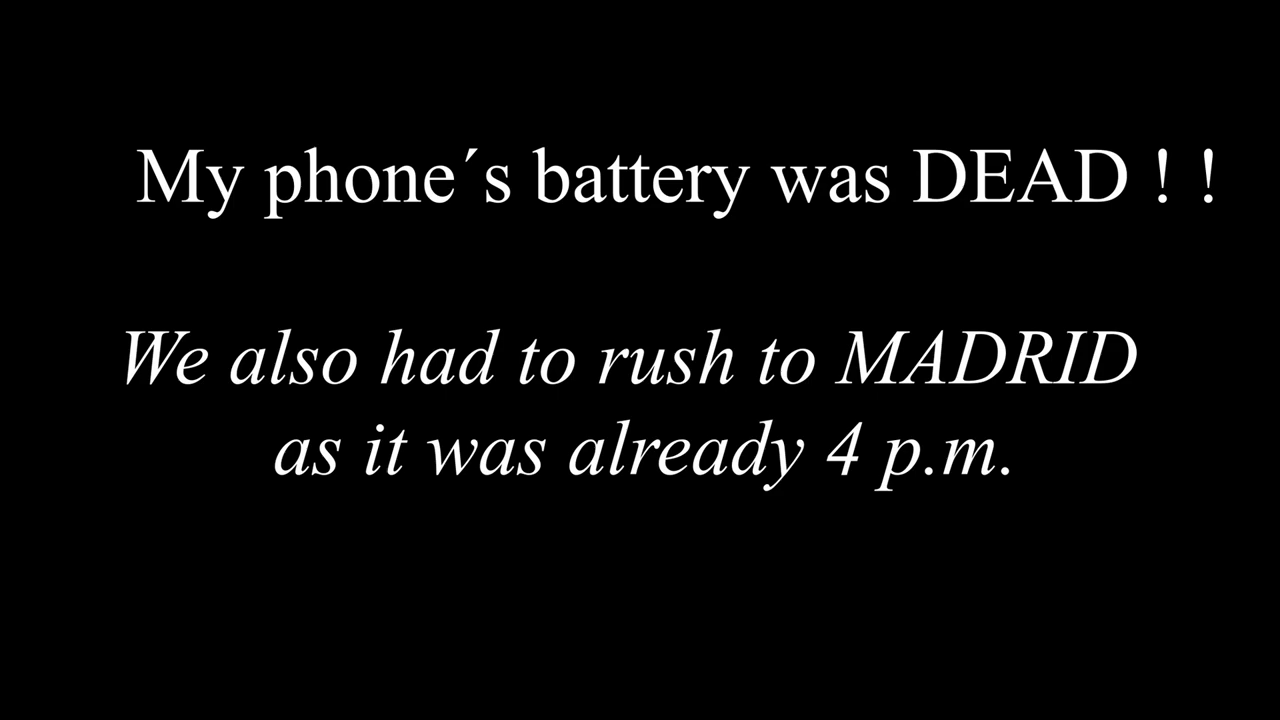 My phone´s battery was DEAD ! !
We also had to rush to MADRID
as it was already 4 p.m.